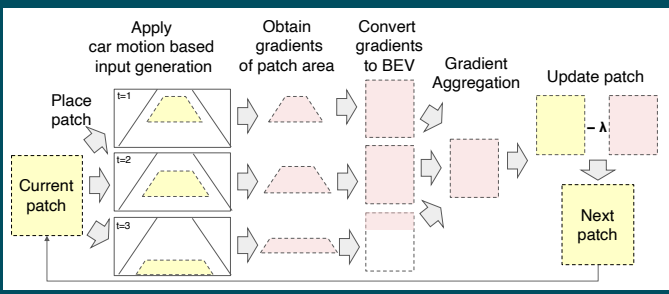 Apply
car motion based
input generation
Obtain
gradients
of patch area
Convert
gradients
to BEV
Gradient
Aggregation
Update patch
Place
patch
t=1
t=2
t=3
Current
patch
– λ
Next
patch